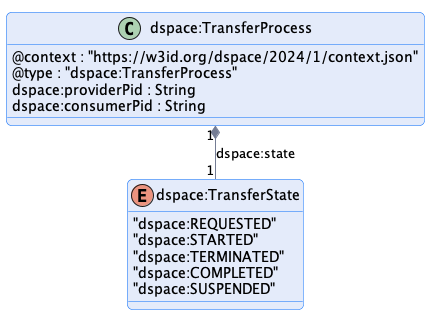 C dspace:TransferProcess
@context : "https://w3id.org/dspace/2024/1/context.json"
@type : "dspace:TransferProcess"
dspace:providerPid : String
dspace:consumerPid : String
1
dspace:state
1
E dspace:TransferState
"dspace:REQUESTED"
"dspace:STARTED"
"dspace:TERMINATED"
"dspace:COMPLETED"
"dspace:SUSPENDED"